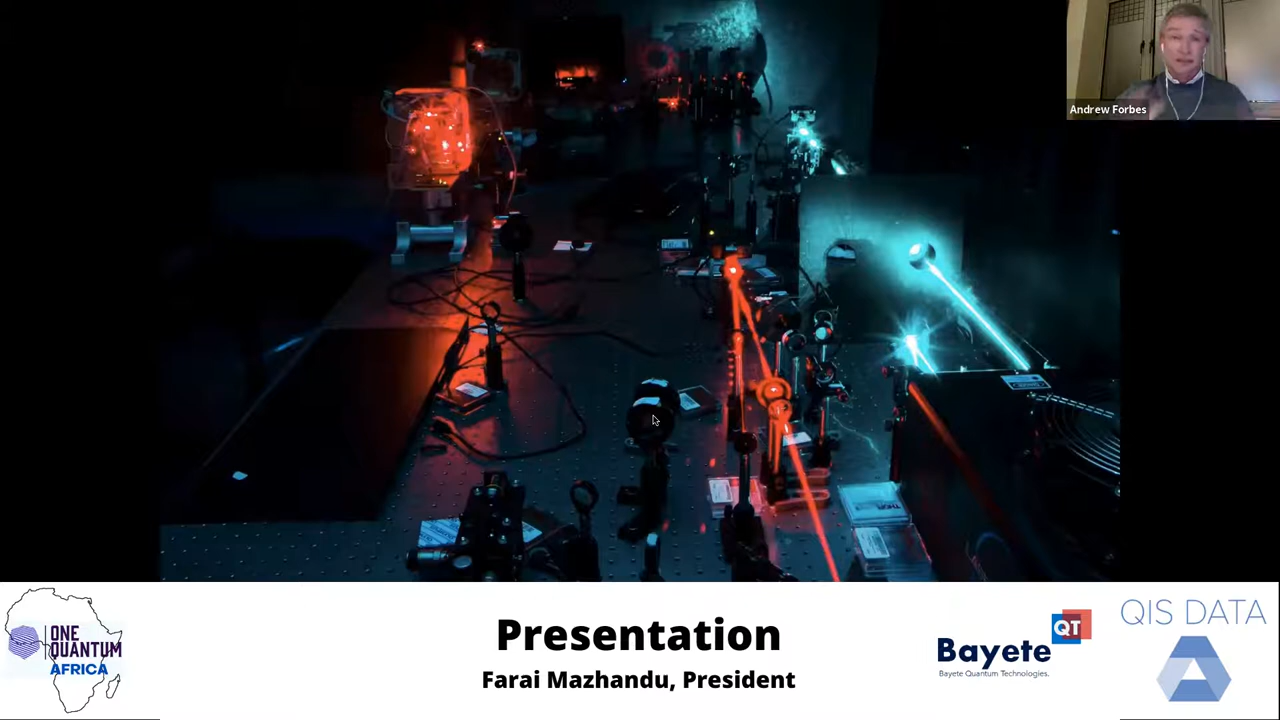 Andrew Forbes
ONE
QUANTUM
AFRICA
Presentation
Farai Mazhandu, President
QT
Bayete
Bayete Quantum Technologies.
QIS DATA